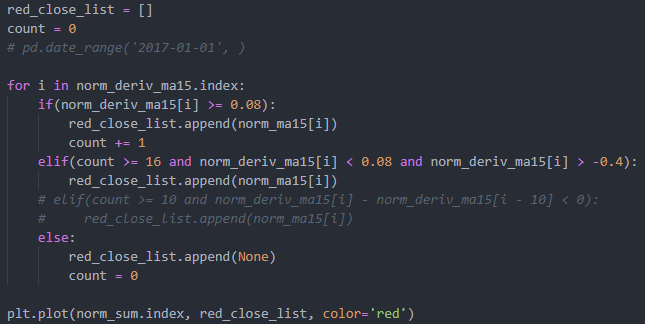 red_close_list = []
count = 0
# pd.date_range('2017-01-01', )

for i in norm_deriv_ma15.index:
    if(norm_deriv_ma15[i] >= 0.08):
        red_close_list.append(norm_ma15[i])
        count += 1
    elif(count >= 16 and norm_deriv_ma15[i] < 0.08 and norm_deriv_ma15[i] > -0.4):
        red_close_list.append(norm_ma15[i])
    # elif(count >= 10 and norm_deriv_ma15[i] - norm_deriv_ma15[i - 10] < 0):
    #     red_close_list.append(norm_ma15[i])
    else:
        red_close_list.append(None)
        count = 0

plt.plot(norm_sum.index, red_close_list, color='red')